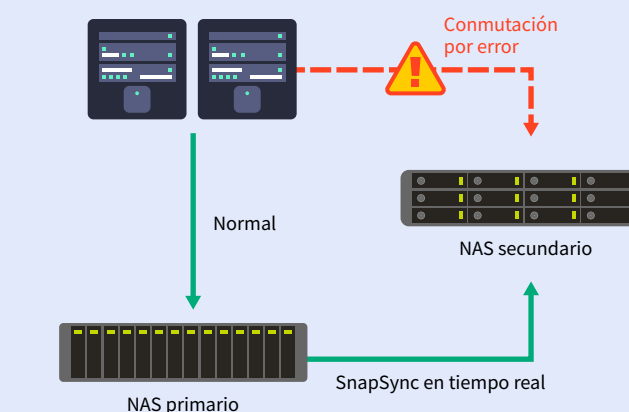 Conmutación
por error
Normal
NAS secundario
SnapSync en tiempo real
NAS primario